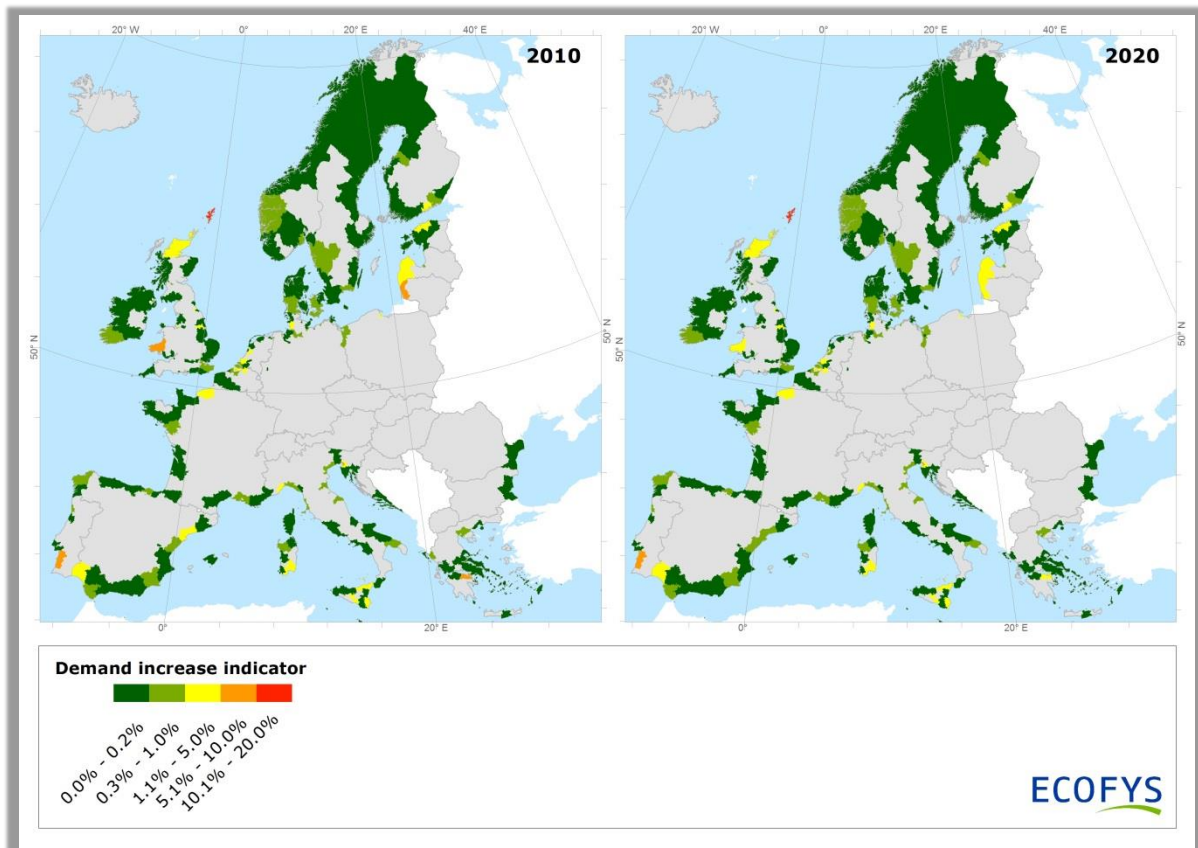 20° W 0° 20° E 40° E
2010
50° N
50° N
0° 20° E
20° W 0° 20° E 40° E
2020
50° N
50° N
0° 20° E
Demand increase indicator
0.0% - 0.2%
0.3% - 1.0%
1.1% - 5.0%
5.1% - 10.0%
10.1% - 20.0%
ECOFYS